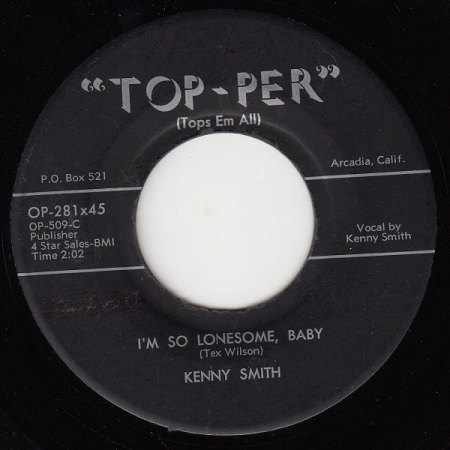 "TOP-PER"
(Tops Em All)
P.O. Box 521
Arcadia, Calif.
OP-281x45
OP-509-C
Publisher
4 Star Sales-BMI
Time 2:02
Vocal by
Kenny Smith
I'M SO LONESOME, BABY
(Tex Wilson)
KENNY SMITH